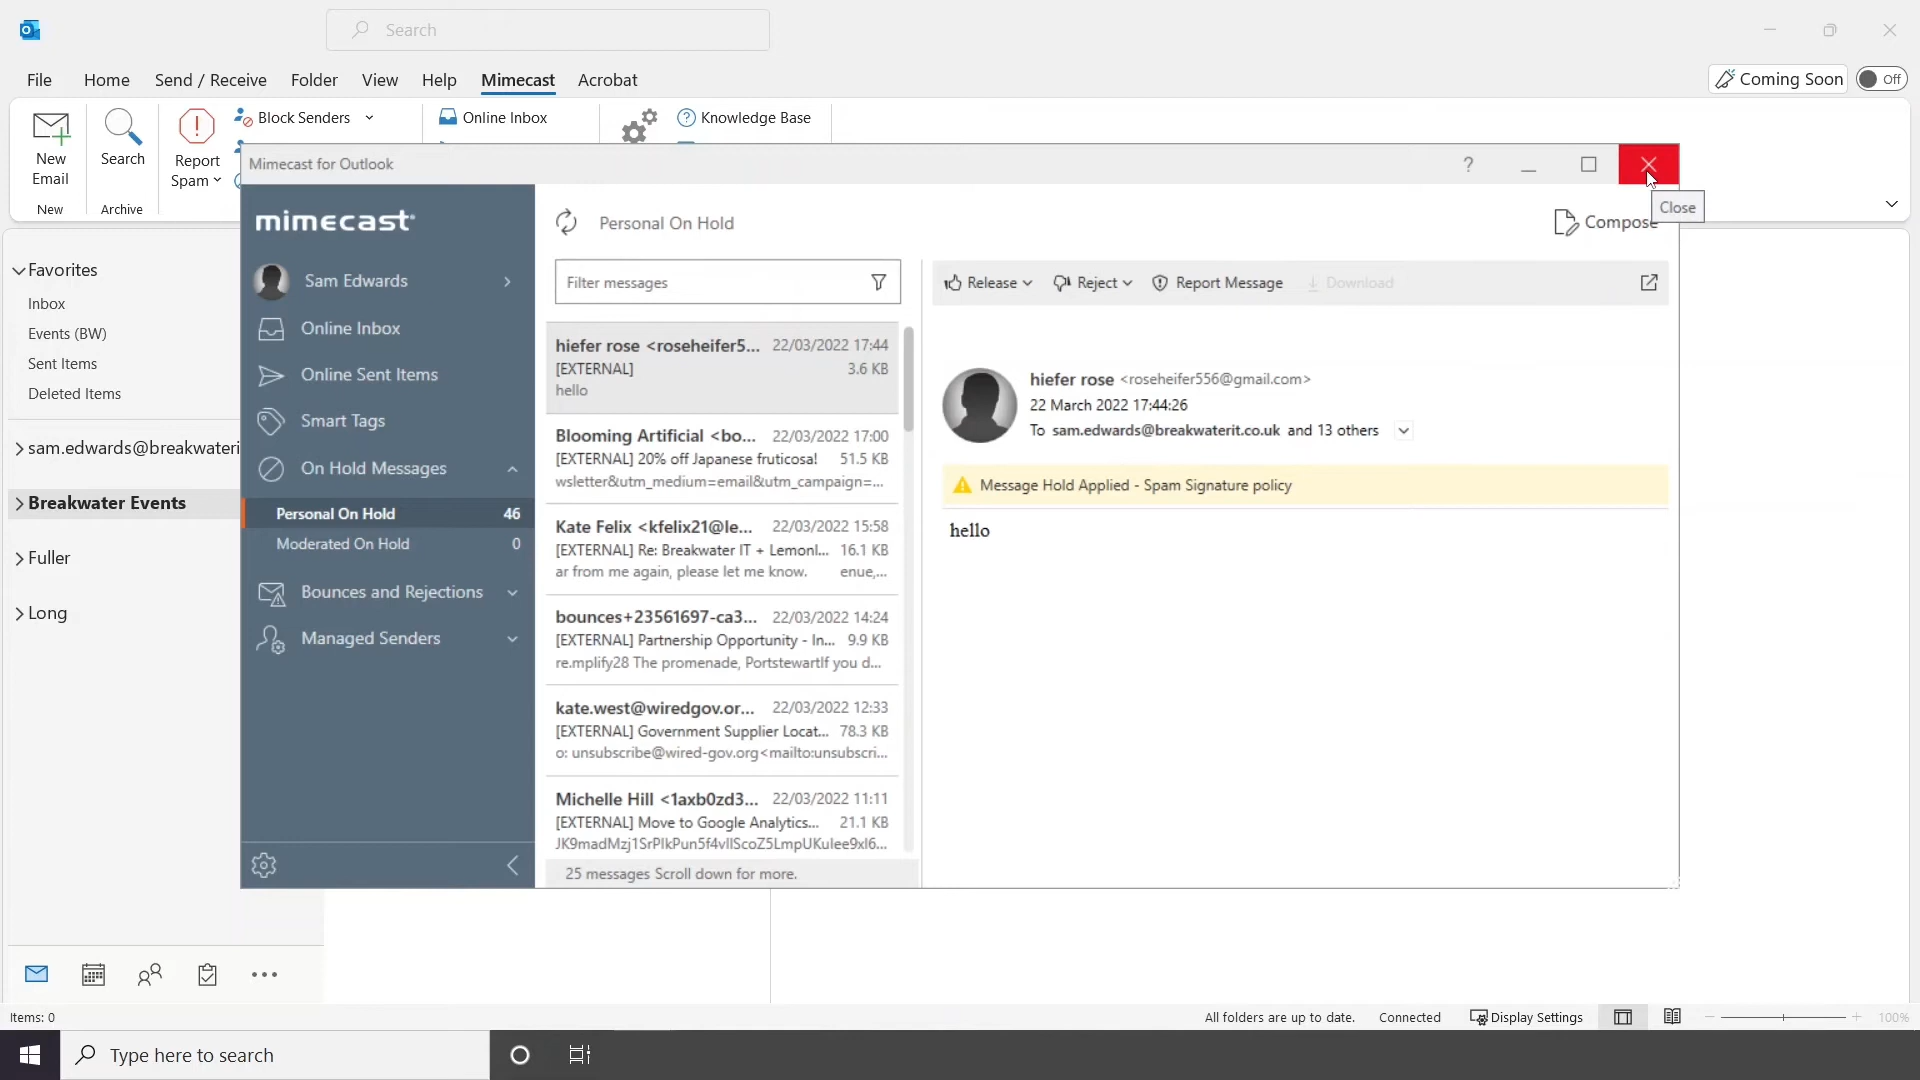 Search
File Home Send / Receive Folder View Help Mimecast Acrobat
Coming Soon Off
New Email
New
Search
Archive
Report Spam
Block Senders
Online Inbox
Knowledge Base
Mimecast for Outlook
?
Close
mimecast
Personal On Hold
Compose
Favorites
Inbox
Events (BW)
Sent Items
Deleted Items
sam.edwards@breakwateri
Breakwater Events
Fuller
Long
Sam Edwards
Online Inbox
Online Sent Items
Smart Tags
On Hold Messages
Personal On Hold 46
Moderated On Hold 0
Bounces and Rejections
Managed Senders
Filter messages
hiefer rose <roseheifer5... 22/03/2022 17:44
[EXTERNAL] 3.6 KB
hello
Blooming Artificial <bo... 22/03/2022 17:00
[EXTERNAL] 20% off Japanese fruticosa! 51.5 KB
wsletter&utm_medium=email&utm_campaign=...
Kate Felix <kfelix21@le... 22/03/2022 15:58
[EXTERNAL] Re: Breakwater IT + Lemonl... 16.1 KB
ar from me again, please let me know. enue,...
bounces+23561697-ca3... 22/03/2022 14:24
[EXTERNAL] Partnership Opportunity - In... 9.9 KB
re.mplify28 The promenade, PortstewartIf you d...
kate.west@wiredgov.or... 22/03/2022 12:33
[EXTERNAL] Government Supplier Locat... 78.3 KB
o: unsubscribe@wired-gov.org<mailto:unsubscri...
Michelle Hill <1axb0zd3... 22/03/2022 11:11
[EXTERNAL] Move to Google Analytics... 21.1 KB
25 messages Scroll down for more.
Release Reject Report Message Download
hiefer rose <roseheifer556@gmail.com>
22 March 2022 17:44:26
To sam.edwards@breakwaterit.co.uk and 13 others
Message Hold Applied - Spam Signature policy
hello
Items: 0
All folders are up to date. Connected Display Settings 100%
Type here to search